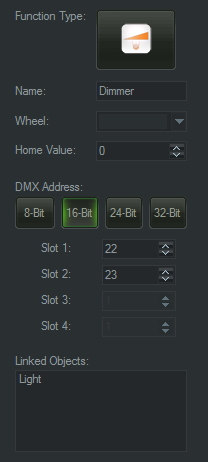 Function Type:
Name: Dimmer
Wheel:
Home Value: 0
DMX Address:
8-Bit 16-Bit 24-Bit 32-Bit
Slot 1: 22
Slot 2: 23
Slot 3:
Slot 4:
Linked Objects:
Light